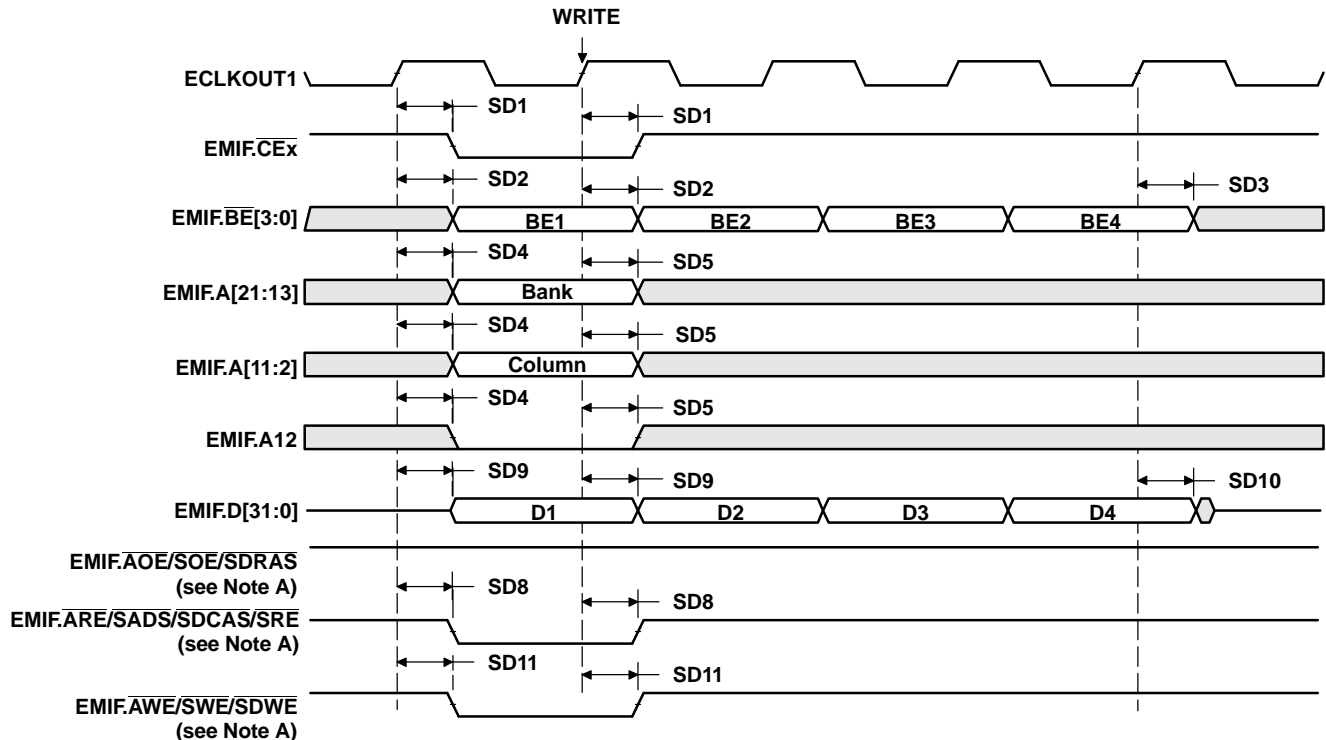 WRITE
ECLKOUT1
SD1
SD1
EMIF.CEx
SD2
SD2
SD3
EMIF.BE[3:0]
BE1
BE2
BE3
BE4
SD4
SD5
EMIF.A[21:13]
Bank
SD4
SD5
EMIF.A[11:2]
Column
SD4
SD5
EMIF.A12
SD9
SD9
SD10
EMIF.D[31:0]
D1
D2
D3
D4
EMIF.AOE/SOE/SDRAS
(see Note A)
SD8
SD8
EMIF.ARE/SADS/SDCAS/SRE
(see Note A)
SD11
SD11
EMIF.AWE/SWE/SDWE
(see Note A)